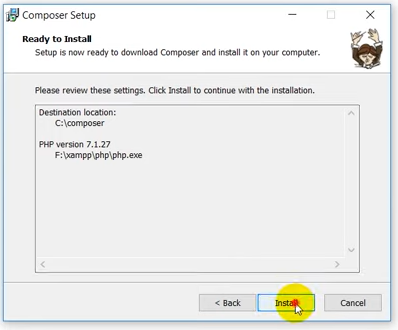 Composer Setup
Ready to Install
Setup is now ready to download Composer and install it on your computer.
Please review these settings. Click Install to continue with the installation.
Destination location:
C:\composer
PHP version 7.1.27
F:\xampp\php\php.exe
< Back
Install
Cancel